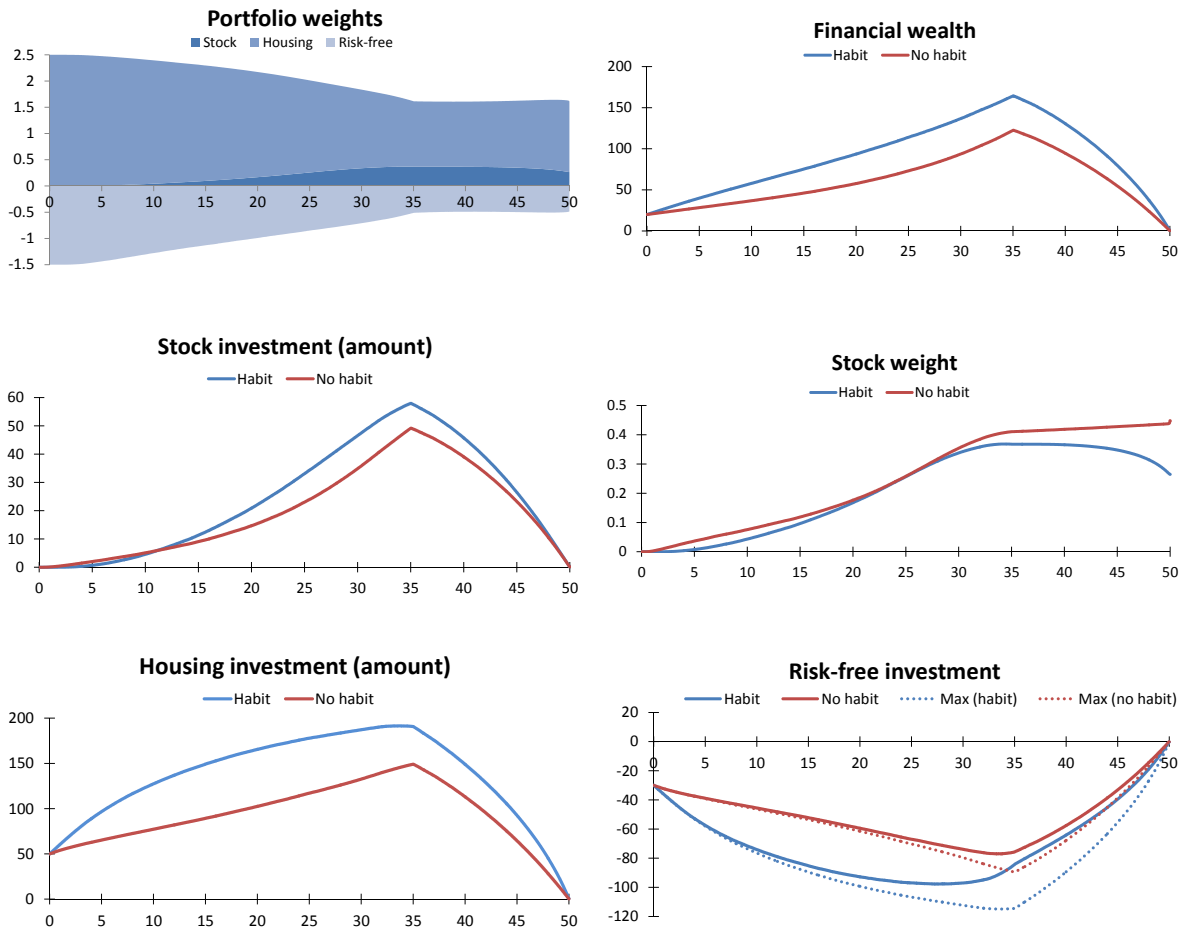 Portfolio weights
Stock Housing Risk-free
2.5
2
1.5
1
0.5
0
-0.5
-1
-1.5
0 5 10 15 20 25 30 35 40 45 50
Financial wealth
Habit No habit
200
150
100
50
0
0 5 10 15 20 25 30 35 40 45 50
Stock investment (amount)
Habit No habit
60
50
40
30
20
10
0
0 5 10 15 20 25 30 35 40 45 50
Stock weight
Habit No habit
0.5
0.4
0.3
0.2
0.1
0
0 5 10 15 20 25 30 35 40 45 50
Housing investment (amount)
Habit No habit
200
150
100
50
0
0 5 10 15 20 25 30 35 40 45 50
Risk-free investment
Habit No habit Max (habit) Max (no habit)
20
0
-20
-40
-60
-80
-100
-120
0 5 10 15 20 25 30 35 40 45 50